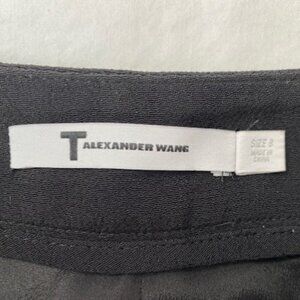 T ALEXANDER WANG
SIZE 8
MADE IN
CHINA